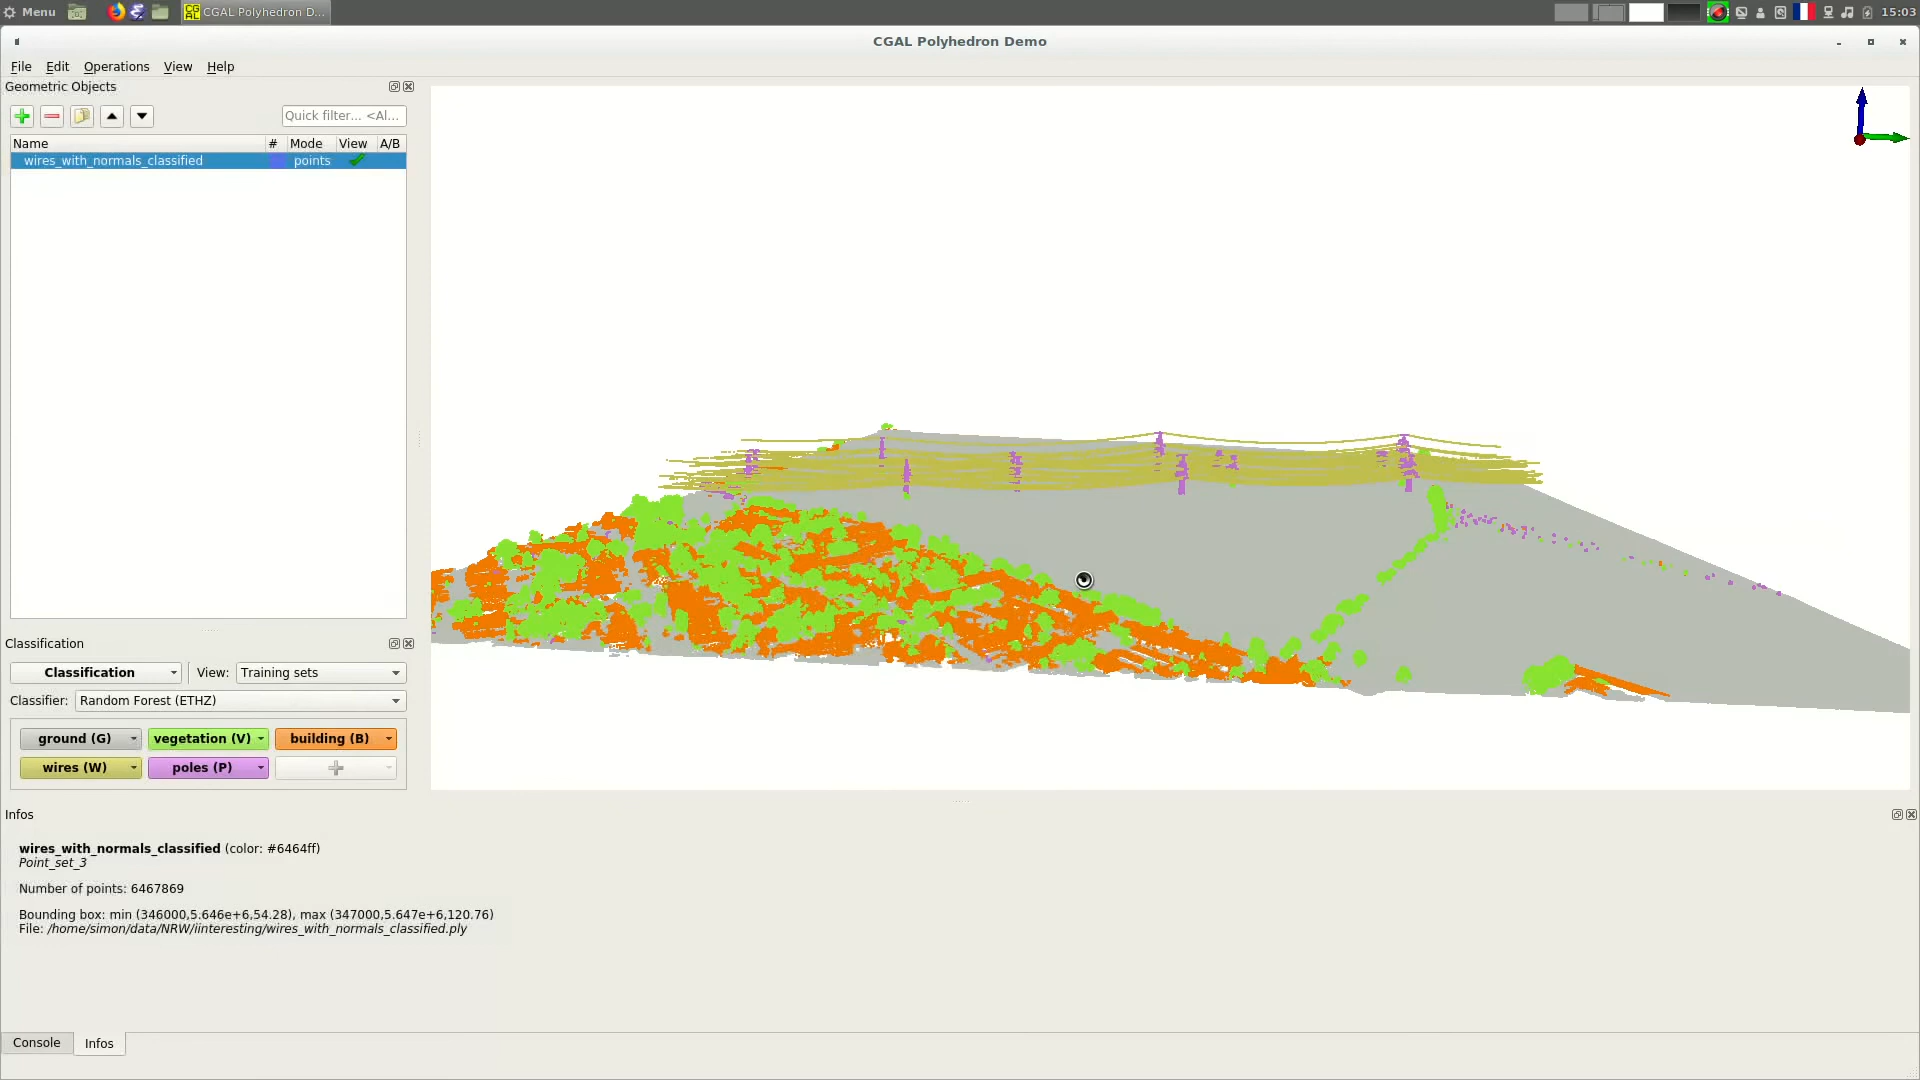 Menu
CGAL Polyhedron D...
15:03
CGAL Polyhedron Demo
File Edit Operations View Help
Geometric Objects
Quick filter... <Al...
Name # Mode View A/B
wires_with_normals_classified points
Classification
Classification View: Training sets
Classifier: Random Forest (ETHZ)
ground (G) vegetation (V) building (B)
wires (W) poles (P)
Infos
wires_with_normals_classified (color: #6464ff)
Point_set_3
Number of points: 6467869
Bounding box: min (346000,5.646e+6,54.28), max (347000,5.647e+6,120.76)
File: /home/simon/data/NRW/iinteresting/wires_with_normals_classified.ply
Console Infos